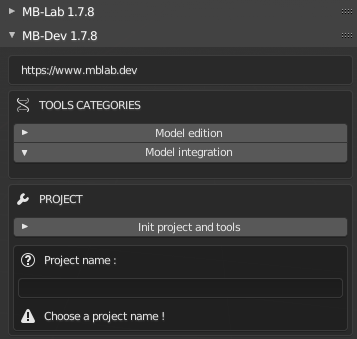 MB-Lab 1.7.8
MB-Dev 1.7.8
https://www.mblab.dev
TOOLS CATEGORIES
Model edition
Model integration
PROJECT
Init project and tools
Project name :
Choose a project name !